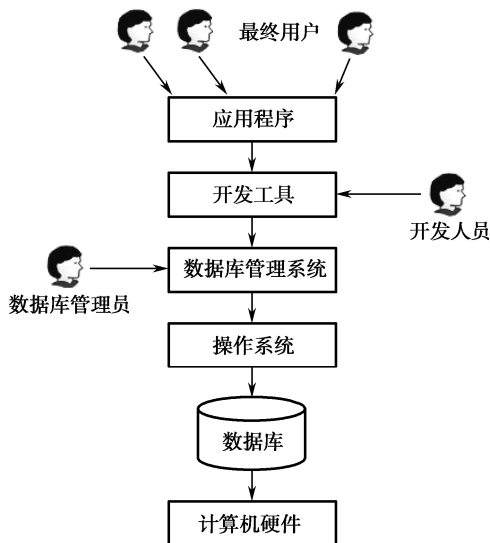 最终用户
应用程序
开发工具
开发人员
数据库管理系统
数据库管理员
操作系统
数据库
计算机硬件